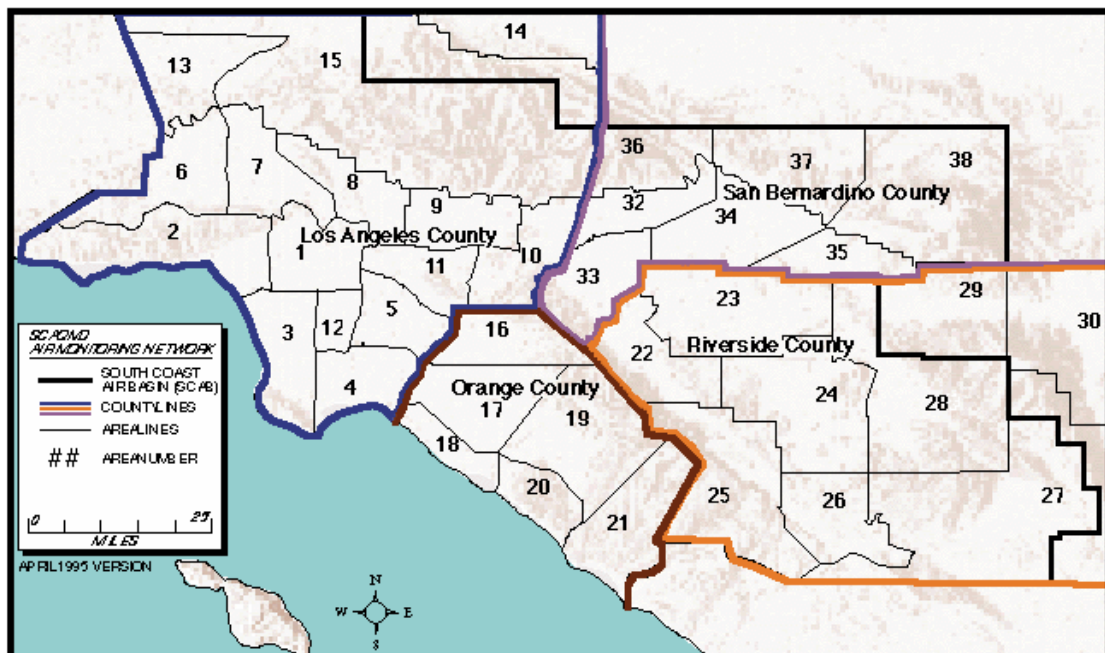 14
13
15
36
37
38
6
7
8
32
San Bernardino County
9
34
2
Los Angeles County
1
10
35
11
33
29
23
3
12
5
16
30
22
Riverside County
4
Orange County
24
28
17
19
18
20
25
26
27
21
SCAQMD
AIR MONITORING NETWORK
SOUTH COAST
AIR BASIN (SCAB)
COUNTY LINES
AREA LINES
## AREA NUMBER
0 25
MILES
APRIL 1995 VERSION
N
W E
S